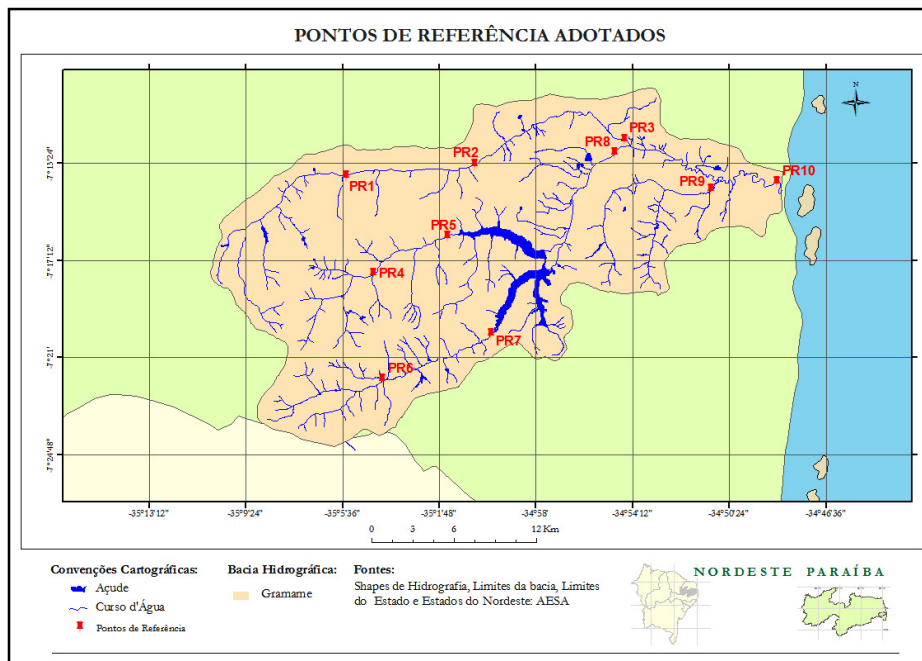 PONTOS DE REFERÊNCIA ADOTADOS
N
PR3
PR8
PR2
PR10
PR1
PR9
PR5
PR4
PR7
PR6
-7°13'24"
-7°17'12"
-7°21'
-7°24'48"
-35°13'12"
-35°9'24"
-35°5'36"
-35°1'48"
-34°58'
-34°54'12"
-34°50'24"
-34°46'36"
0 3 6 12 Km
Convenções Cartográficas:
Açude
Curso d'Água
Pontos de Referência
Bacia Hidrográfica:
Gramame
Fontes:
Shapes de Hidrografia, Limites da bacia, Limites
do Estado e Estados do Nordeste: AESA
NORDESTE PARAÍBA